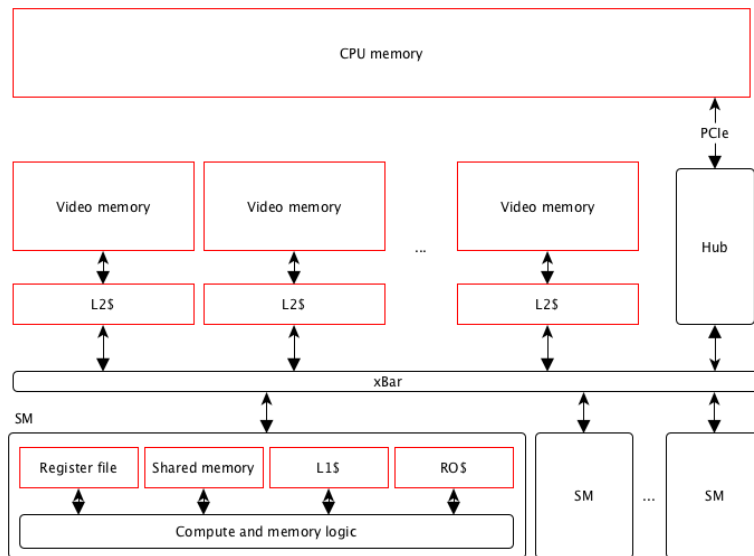 CPU memory
PCIe
Video memory
Video memory
...
Video memory
Hub
L2$
L2$
L2$
xBar
SM
Register file
Shared memory
L1$
RO$
SM
...
SM
Compute and memory logic